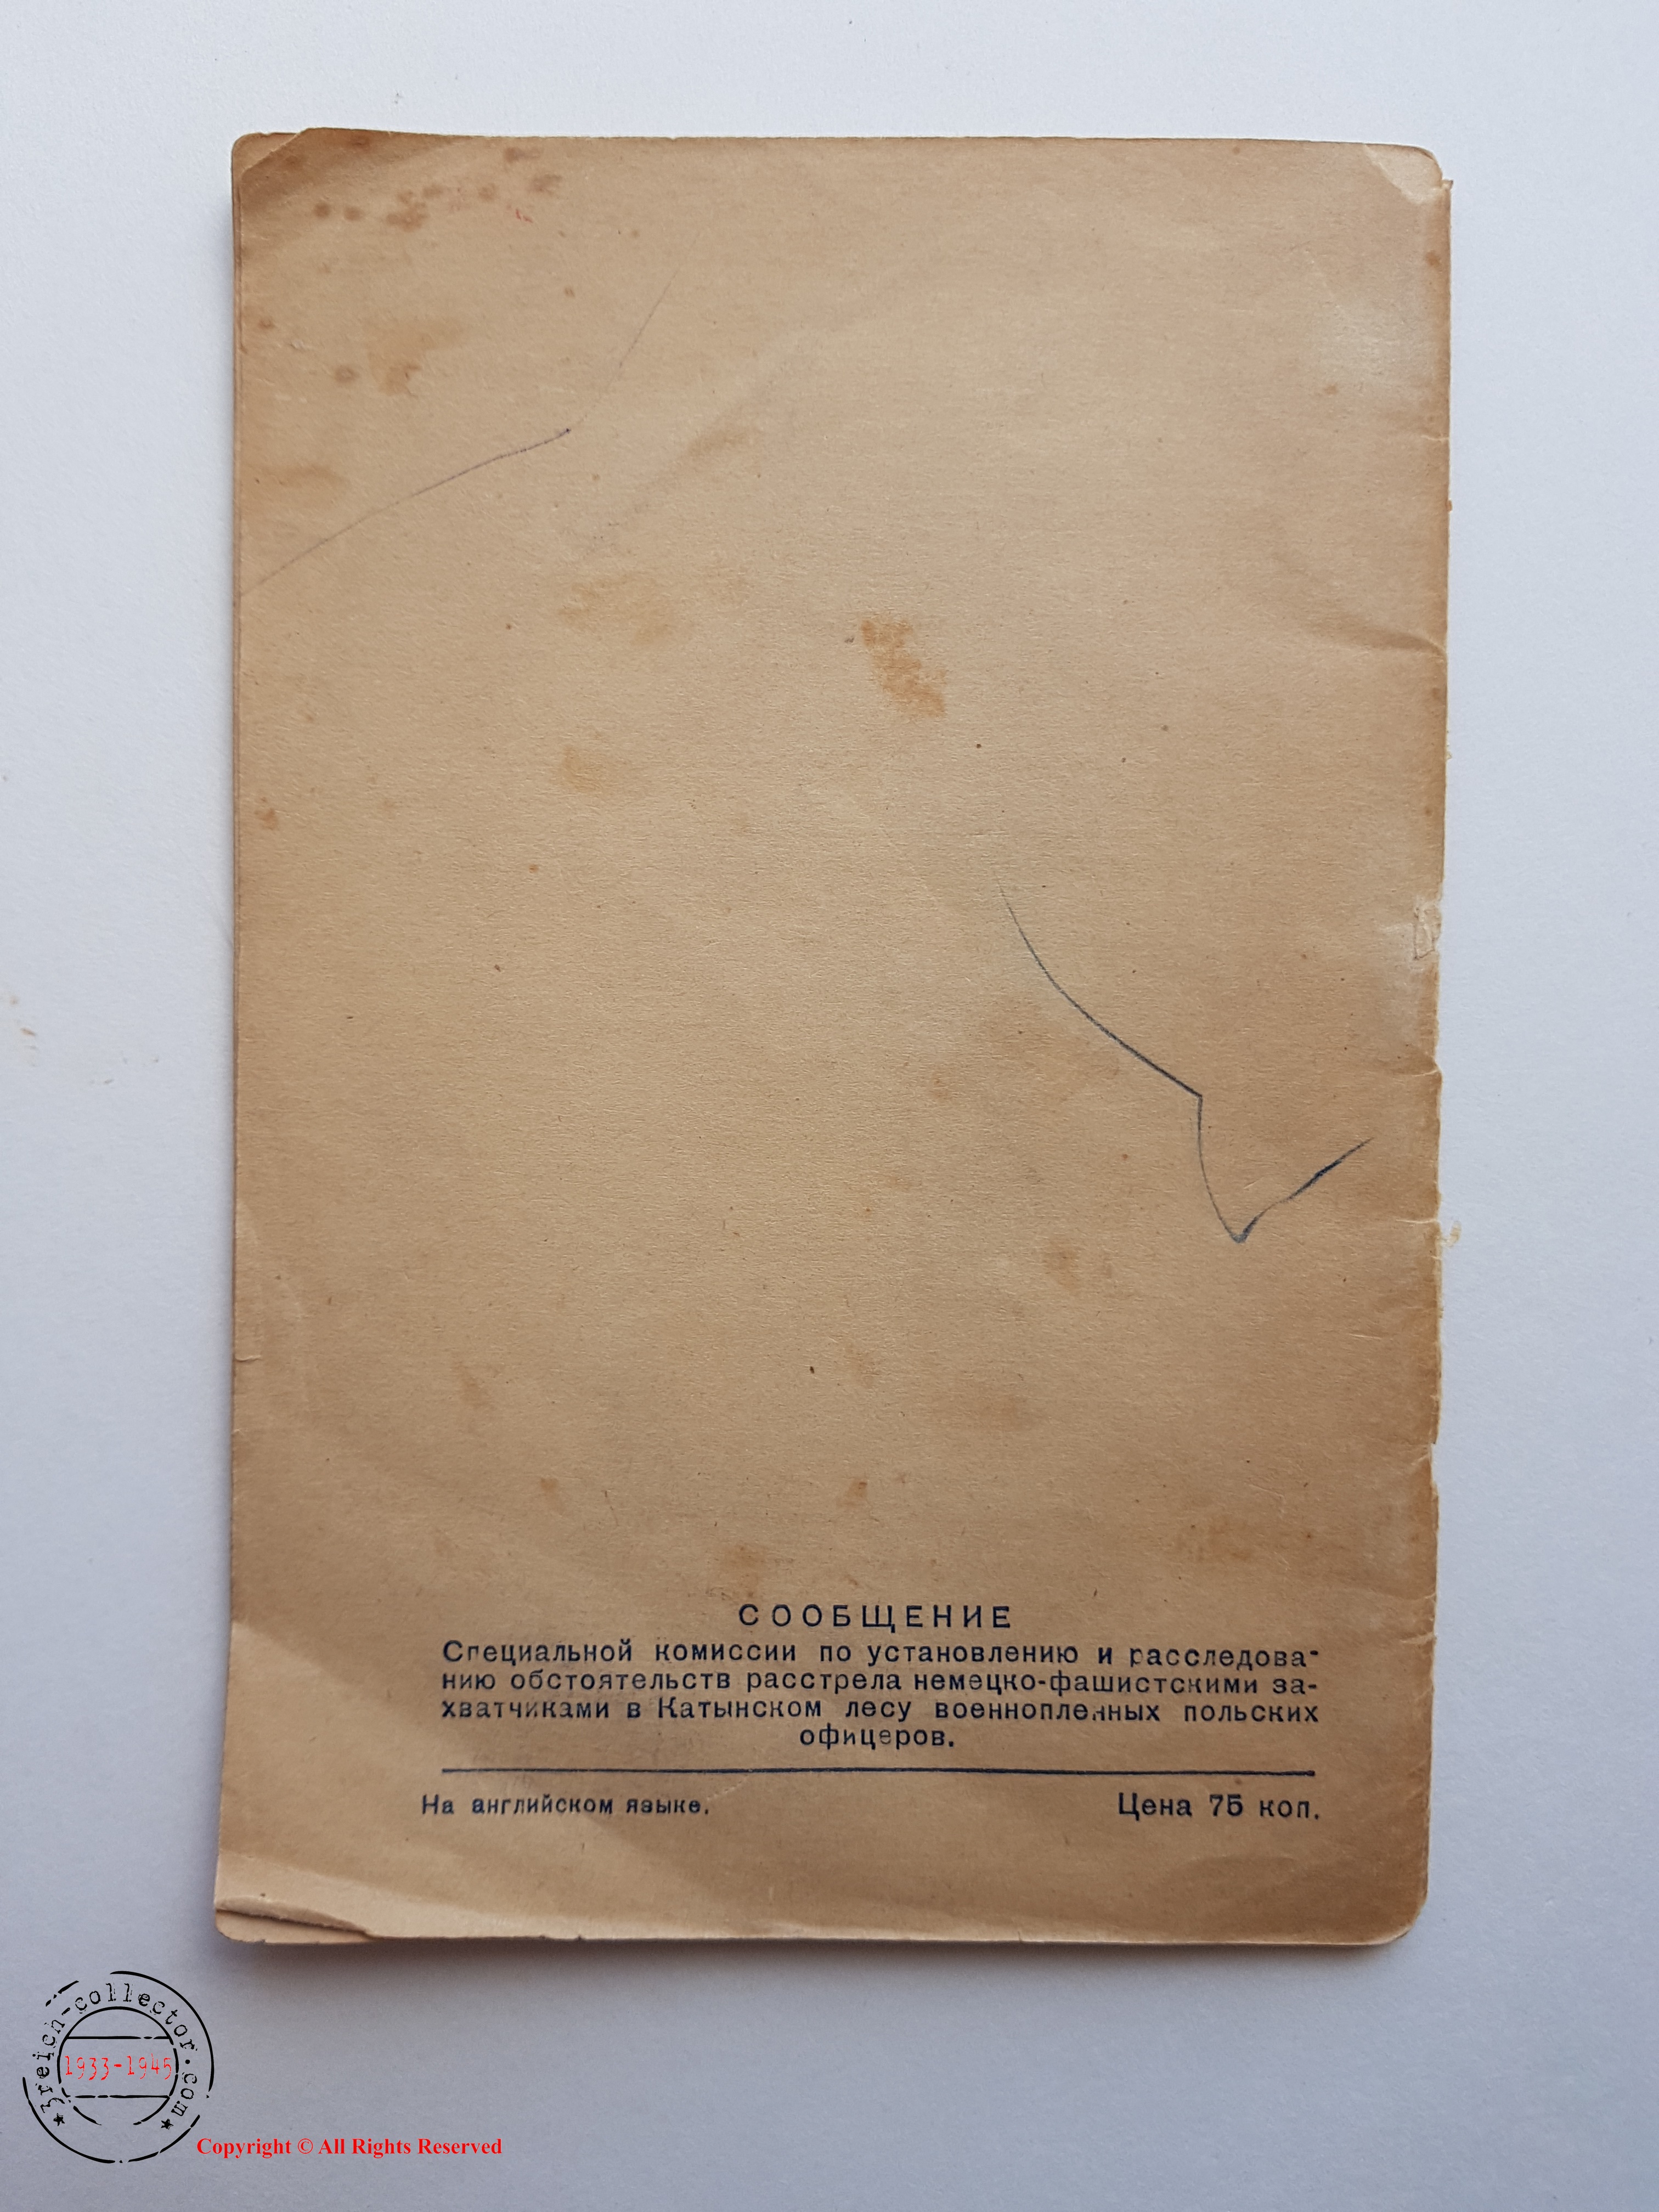 СООБЩЕНИЕ
Специальной комиссии по установлению и расследова-
нию обстоятельств расстрела немецко-фашистскими за-
хватчиками в Катынском лесу военнопленных польских
офицеров.
На английском языке. Цена 75 коп.
*3reich-collector.com*
1933-1945
Copyright © All Rights Reserved